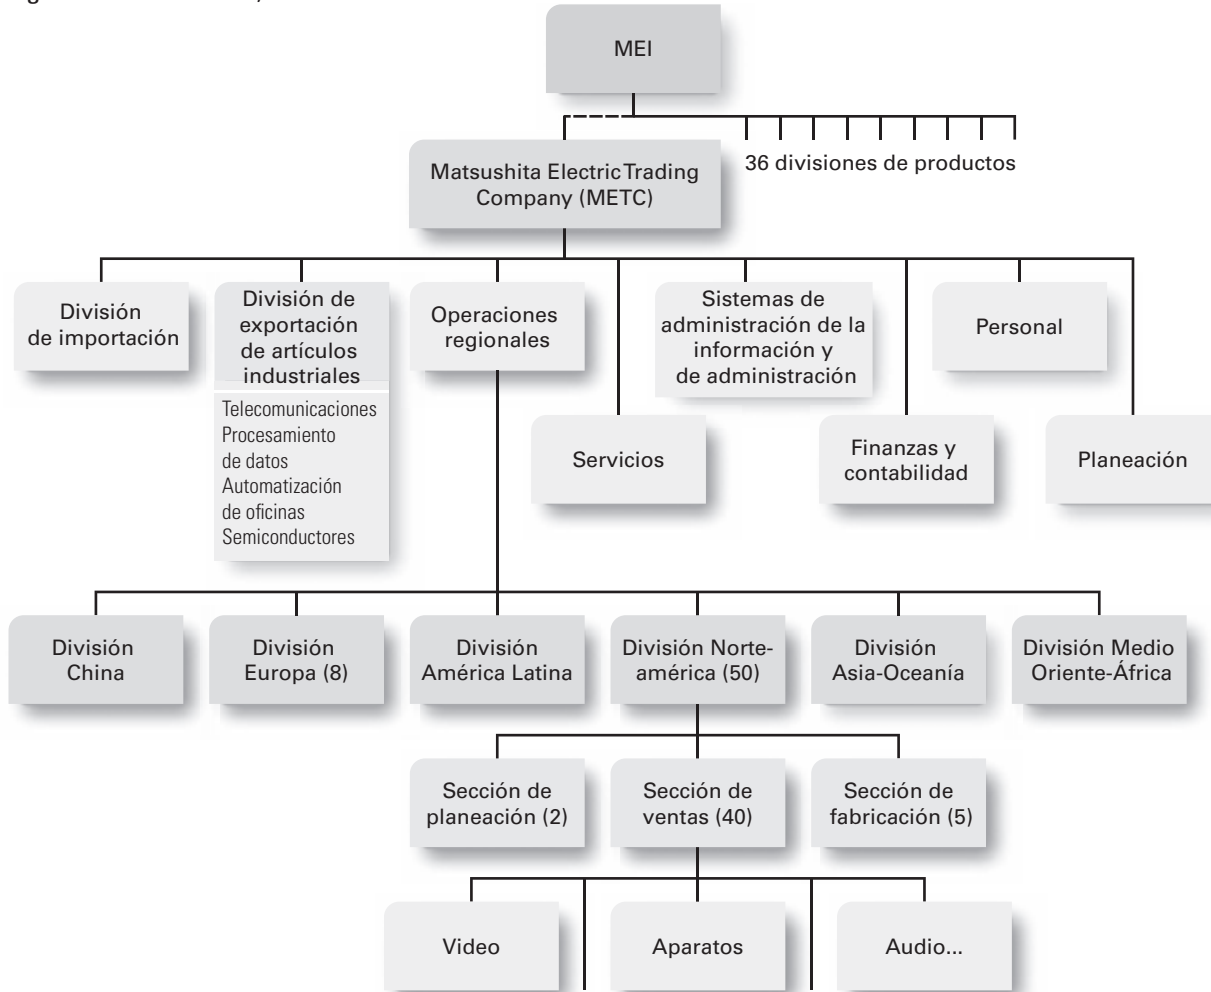 MEI
36 divisiones de productos
Matsushita Electric Trading
Company (METC)
División
de importación
División de
exportación
de artículos
industriales
Telecomunicaciones
Procesamiento
de datos
Automatización
de oficinas
Semiconductores
Operaciones
regionales
Servicios
Sistemas de
administración de la
información y
de administración
Finanzas y
contabilidad
Personal
Planeación
División
China
División
Europa (8)
División
América Latina
División Norte-
américa (50)
División
Asia-Oceanía
División Medio
Oriente-África
Sección de
planeación (2)
Sección de
ventas (40)
Sección de
fabricación (5)
Video
Aparatos
Audio...